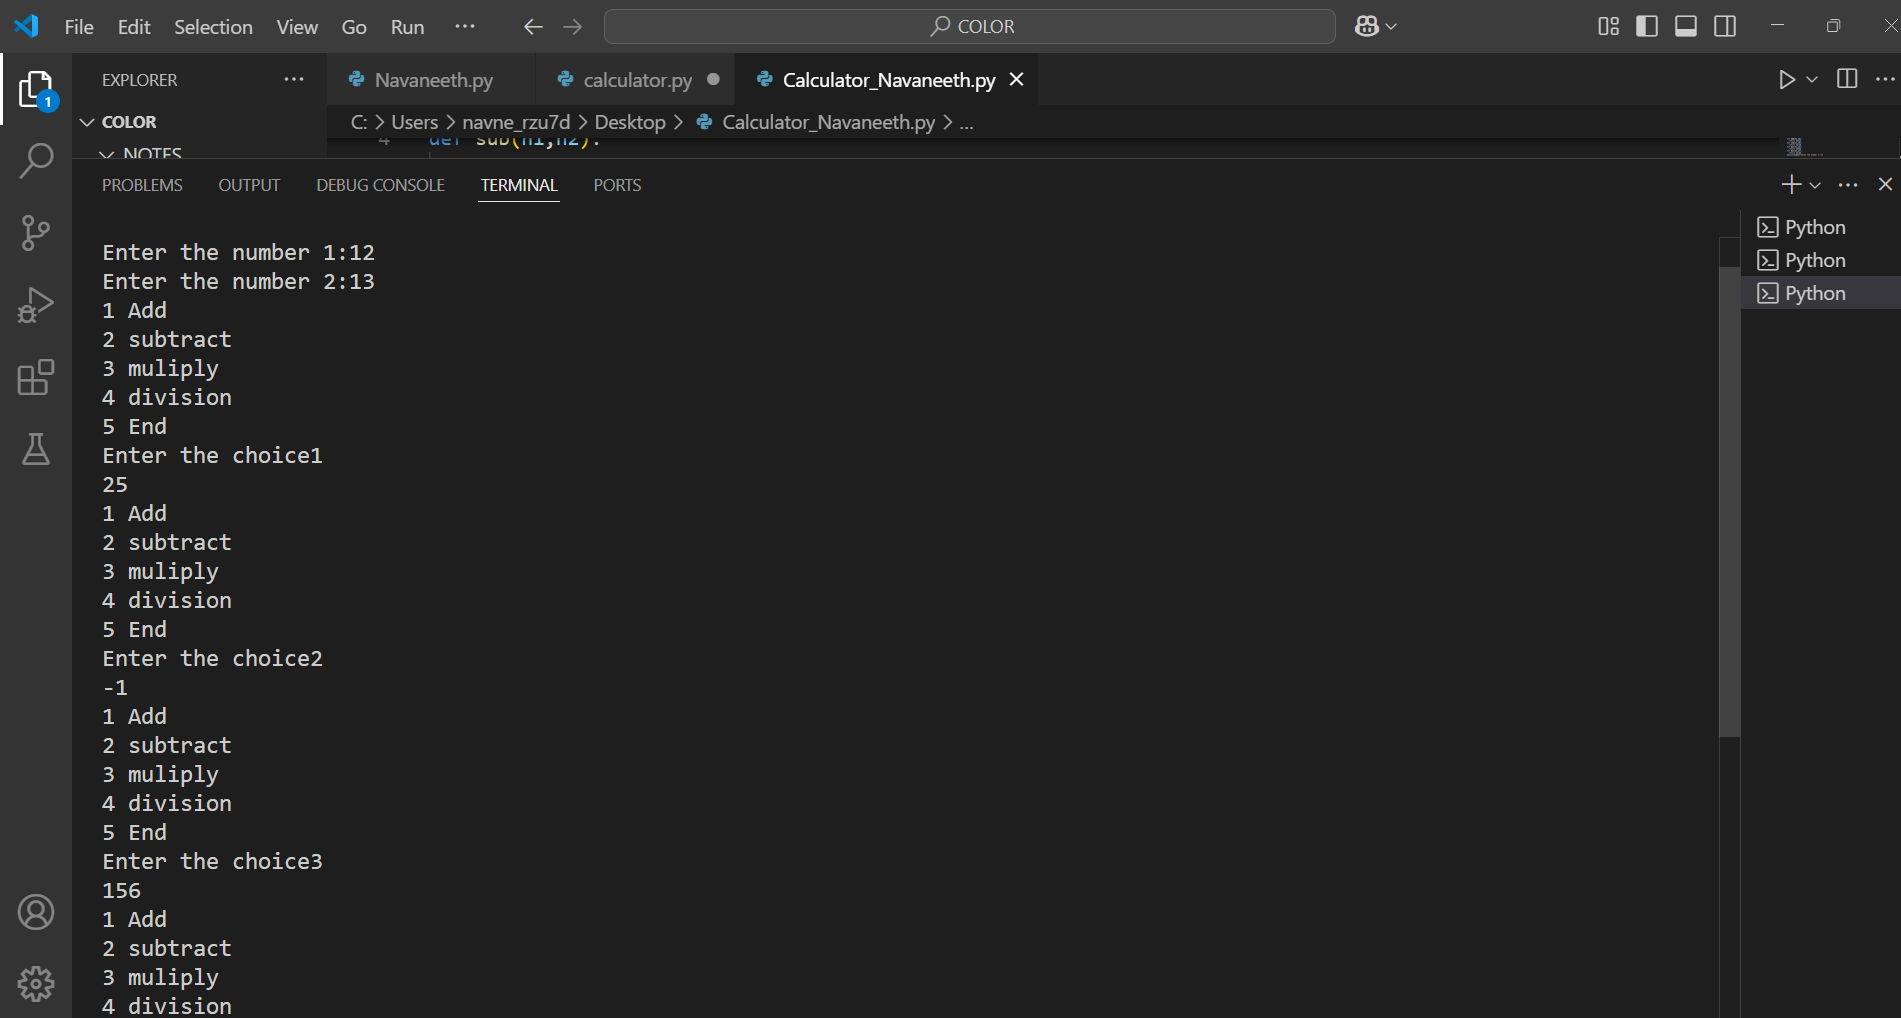 File Edit Selection View Go Run ··· COLOR
EXPLORER ··· Navaneeth.py calculator.py Calculator_Navaneeth.py
1
COLOR C: > Users > navne_rzu7d > Desktop > Calculator_Navaneeth.py > ...
NOTES 4 def sub(n1,n2):
PROBLEMS OUTPUT DEBUG CONSOLE TERMINAL PORTS
Python
Python
Python
Enter the number 1:12
Enter the number 2:13
1 Add
2 subtract
3 muliply
4 division
5 End
Enter the choice1
25
1 Add
2 subtract
3 muliply
4 division
5 End
Enter the choice2
-1
1 Add
2 subtract
3 muliply
4 division
5 End
Enter the choice3
156
1 Add
2 subtract
3 muliply
4 division